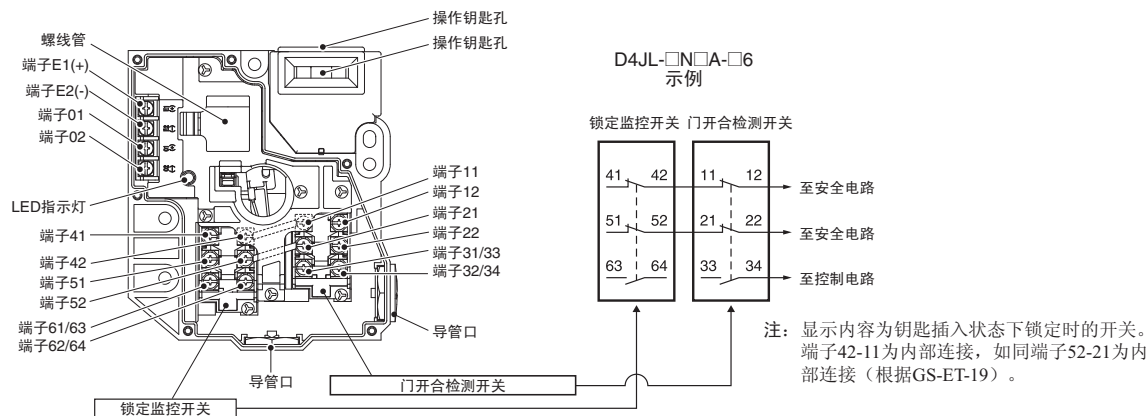 操作钥匙孔
螺线管
操作钥匙孔
端子E1(+)
端子E2(-)
端子01
端子02
LED指示灯
端子41
端子42
端子51
端子52
端子61/63
端子62/64
端子11
端子12
端子21
端子22
端子31/33
端子32/34
导管口
导管口
门开合检测开关
锁定监控开关
D4JL-□N□A-□6
示例
锁定监控开关 门开合检测开关
41 42 11 12 至安全电路
51 52 21 22 至安全电路
63 64 33 34 至控制电路
注：显示内容为钥匙插入状态下锁定时的开关。
端子42-11为内部连接，如同端子52-21为内
部连接（根据GS-ET-19）。